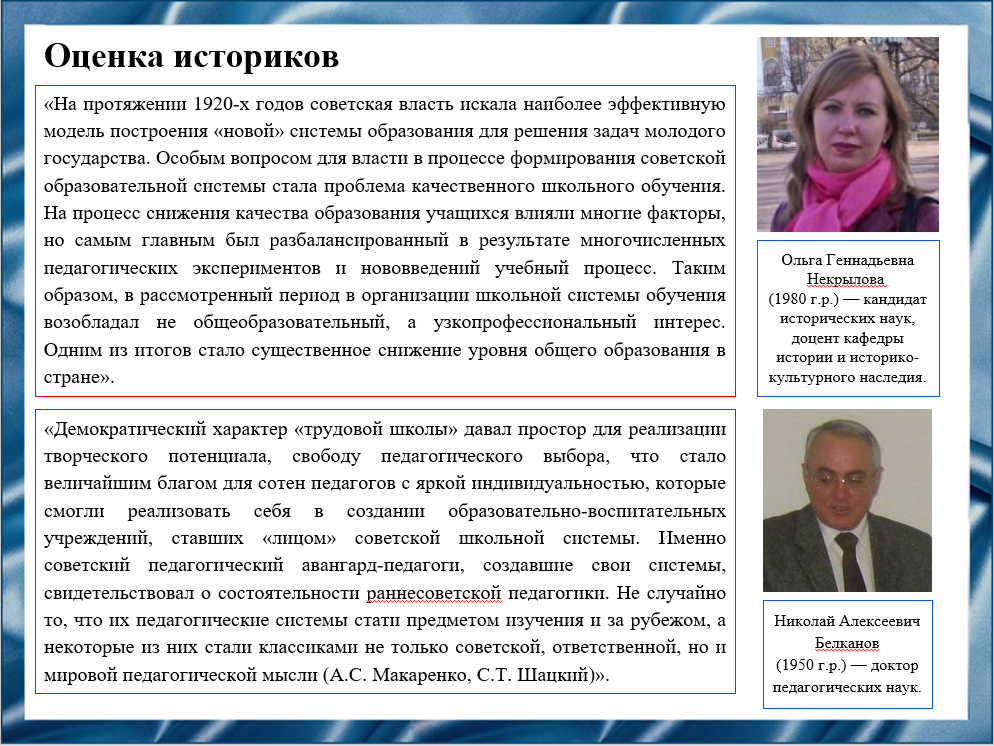 Оценка историков
«На протяжении 1920-х годов советская власть искала наиболее эффективную
модель построения «новой» системы образования для решения задач молодого
государства. Особым вопросом для власти в процессе формирования советской
образовательной системы стала проблема качественного школьного обучения.
На процесс снижения качества образования учащихся влияли многие факторы,
но самым главным был разбалансированный в результате многочисленных
педагогических экспериментов и нововведений учебный процесс. Таким
образом, в рассмотренный период в организации школьной системы обучения
возобладал не общеобразовательный, а узкопрофессиональный интерес.
Одним из итогов стало существенное снижение уровня общего образования в
стране».
Ольга Геннадьевна
Некрылова
(1980 г.р.) — кандидат
исторических наук,
доцент кафедры
истории и историко-
культурного наследия.
«Демократический характер «трудовой школы» давал простор для реализации
творческого потенциала, свободу педагогического выбора, что стало
величайшим благом для сотен педагогов с яркой индивидуальностью, которые
смогли реализовать себя в создании образовательно-воспитательных
учреждений, ставших «лицом» советской школьной системы. Именно
советский педагогический авангард-педагоги, создавшие свои системы,
свидетельствовал о состоятельности раннесоветской педагогики. Не случайно
то, что их педагогические системы стати предметом изучения и за рубежом, а
некоторые из них стали классиками не только советской, ответственной, но и
мировой педагогической мысли (А.С. Макаренко, С.Т. Шацкий)».
Николай Алексеевич
Белканов
(1950 г.р.) — доктор
педагогических наук.